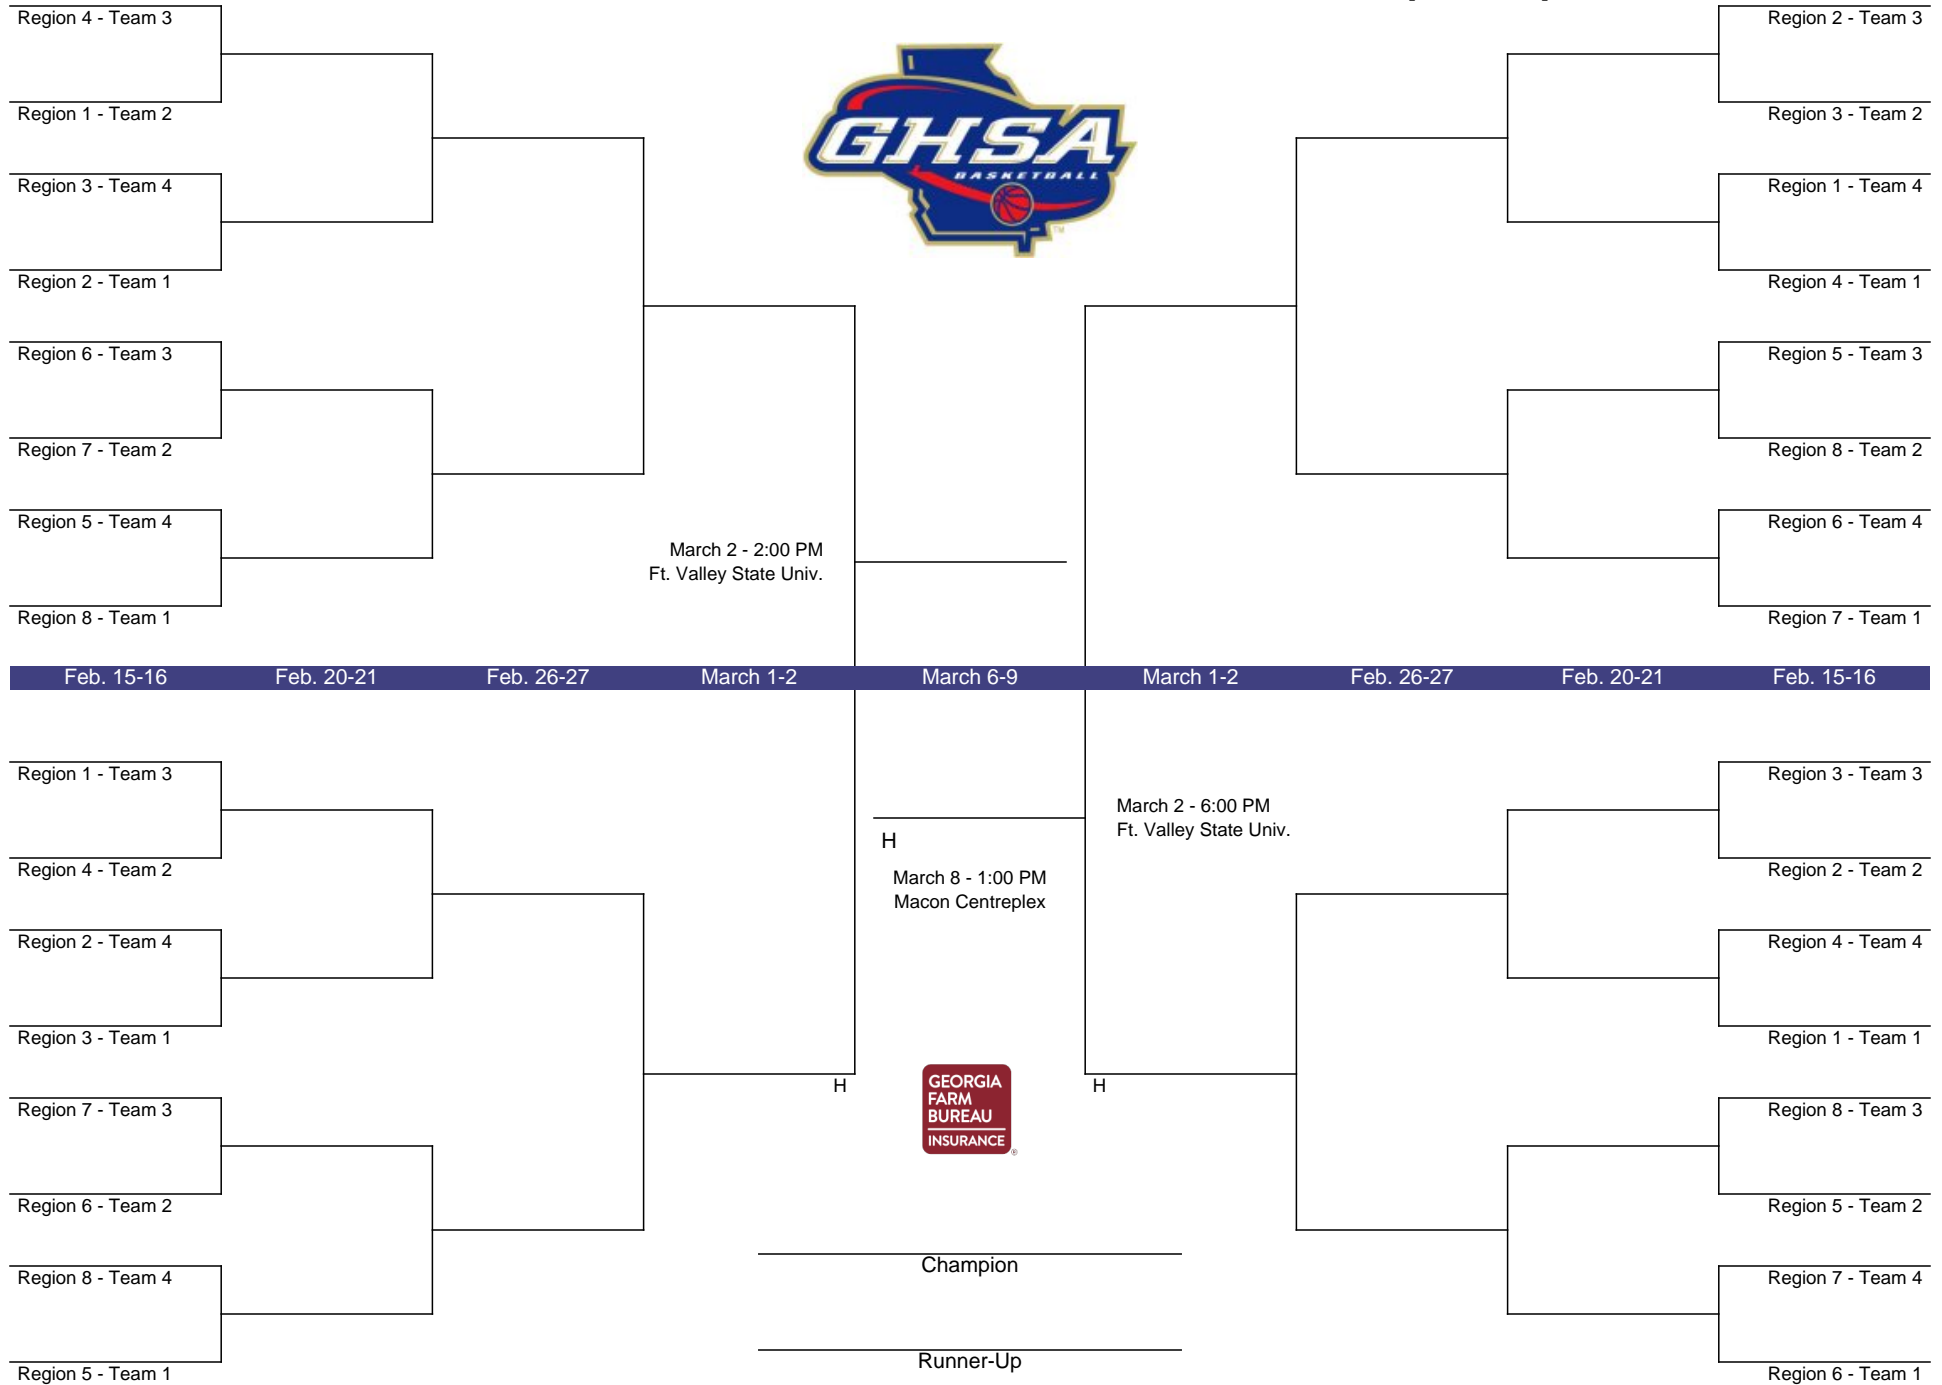 Region 4 - Team 3
Region 1 - Team 2
Region 3 - Team 4
Region 2 - Team 1
Region 6 - Team 3
Region 7 - Team 2
Region 5 - Team 4
Region 8 - Team 1
GHSA
BASKETBALL
TM
Region 2 - Team 3
Region 3 - Team 2
Region 1 - Team 4
Region 4 - Team 1
Region 5 - Team 3
Region 8 - Team 2
Region 6 - Team 4
Region 7 - Team 1
March 2 - 2:00 PM
Ft. Valley State Univ.
Feb. 15-16 Feb. 20-21 Feb. 26-27 March 1-2 March 6-9 March 1-2 Feb. 26-27 Feb. 20-21 Feb. 15-16
Region 1 - Team 3
Region 4 - Team 2
Region 2 - Team 4
Region 3 - Team 1
Region 7 - Team 3
Region 6 - Team 2
Region 8 - Team 4
Region 5 - Team 1
H
H
March 8 - 1:00 PM
Macon Centreplex
March 2 - 6:00 PM
Ft. Valley State Univ.
H
GEORGIA
FARM
BUREAU
INSURANCE
®
Champion
Runner-Up
Region 3 - Team 3
Region 2 - Team 2
Region 4 - Team 4
Region 1 - Team 1
Region 8 - Team 3
Region 5 - Team 2
Region 7 - Team 4
Region 6 - Team 1